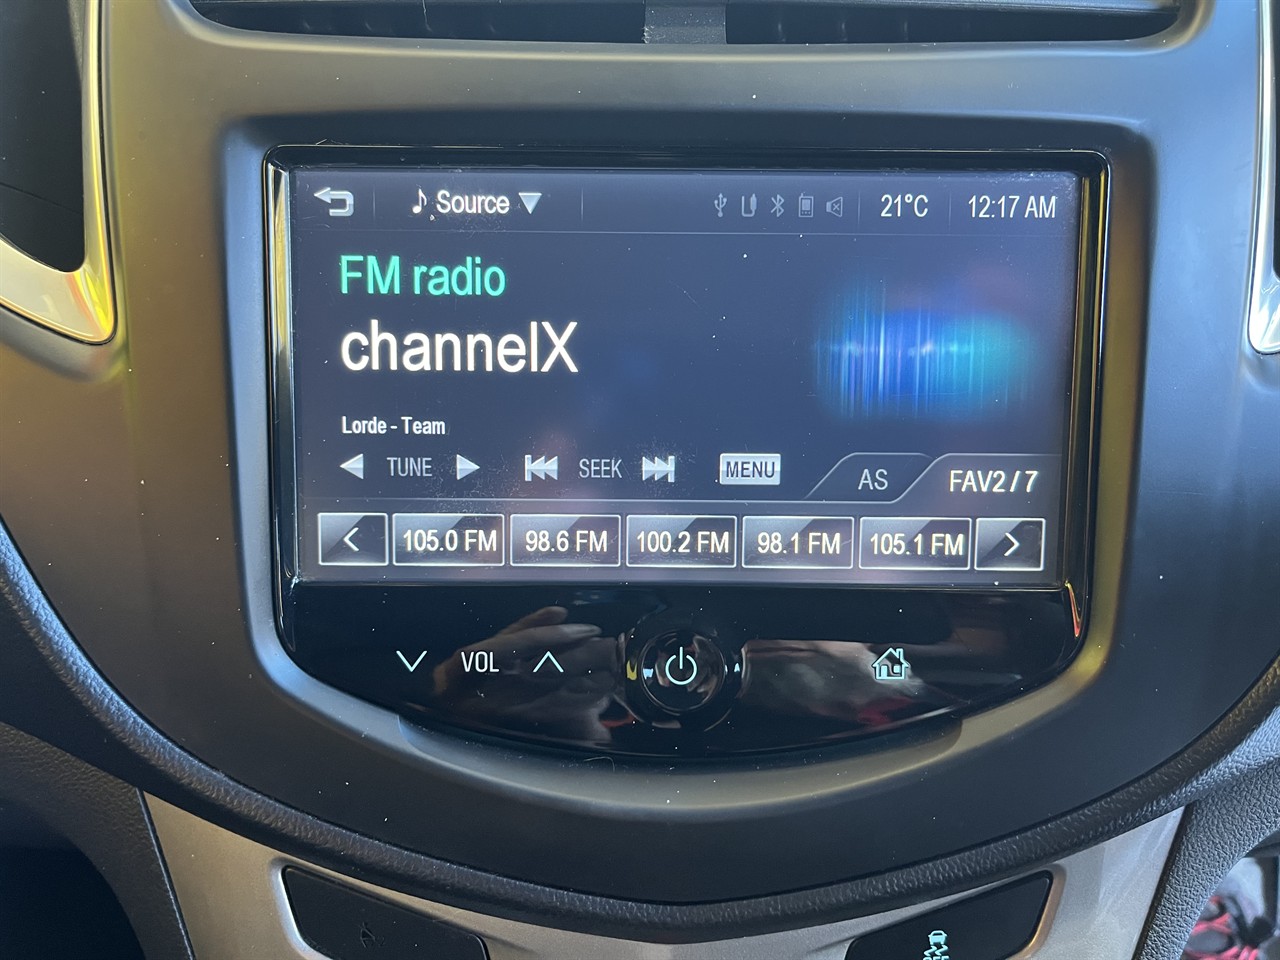 Source 21°C 12:17 AM
FM radio
channelX
Lorde - Team
TUNE SEEK MENU AS FAV2 / 7
105.0 FM 98.6 FM 100.2 FM 98.1 FM 105.1 FM
VOL